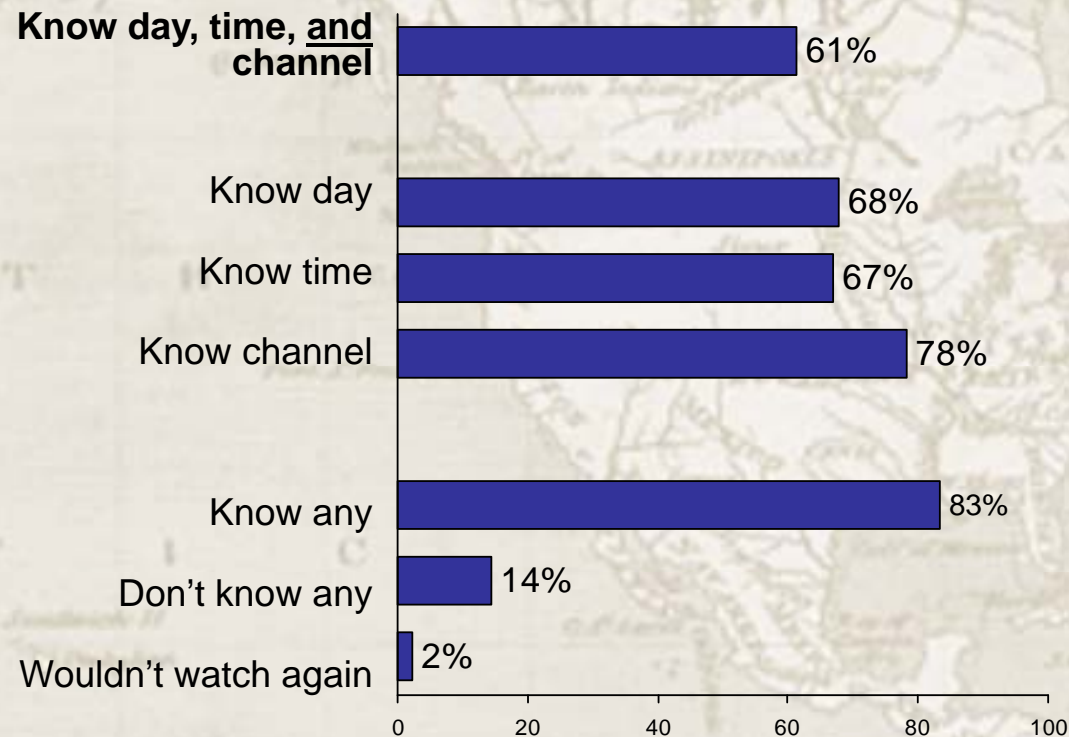 Know day, time, and
channel
61%
Know day
68%
Know time
67%
Know channel
78%
Know any
83%
Don't know any
14%
Wouldn't watch again
2%
0 20 40 60 80 100